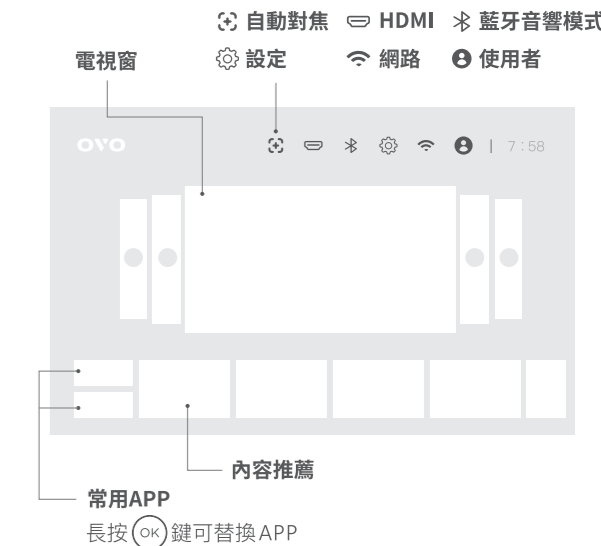 自動對焦 HDMI 藍牙音響模式
電視窗 設定 網路 使用者
OVO | 7:58
內容推薦
常用APP
長按OK鍵可替換APP